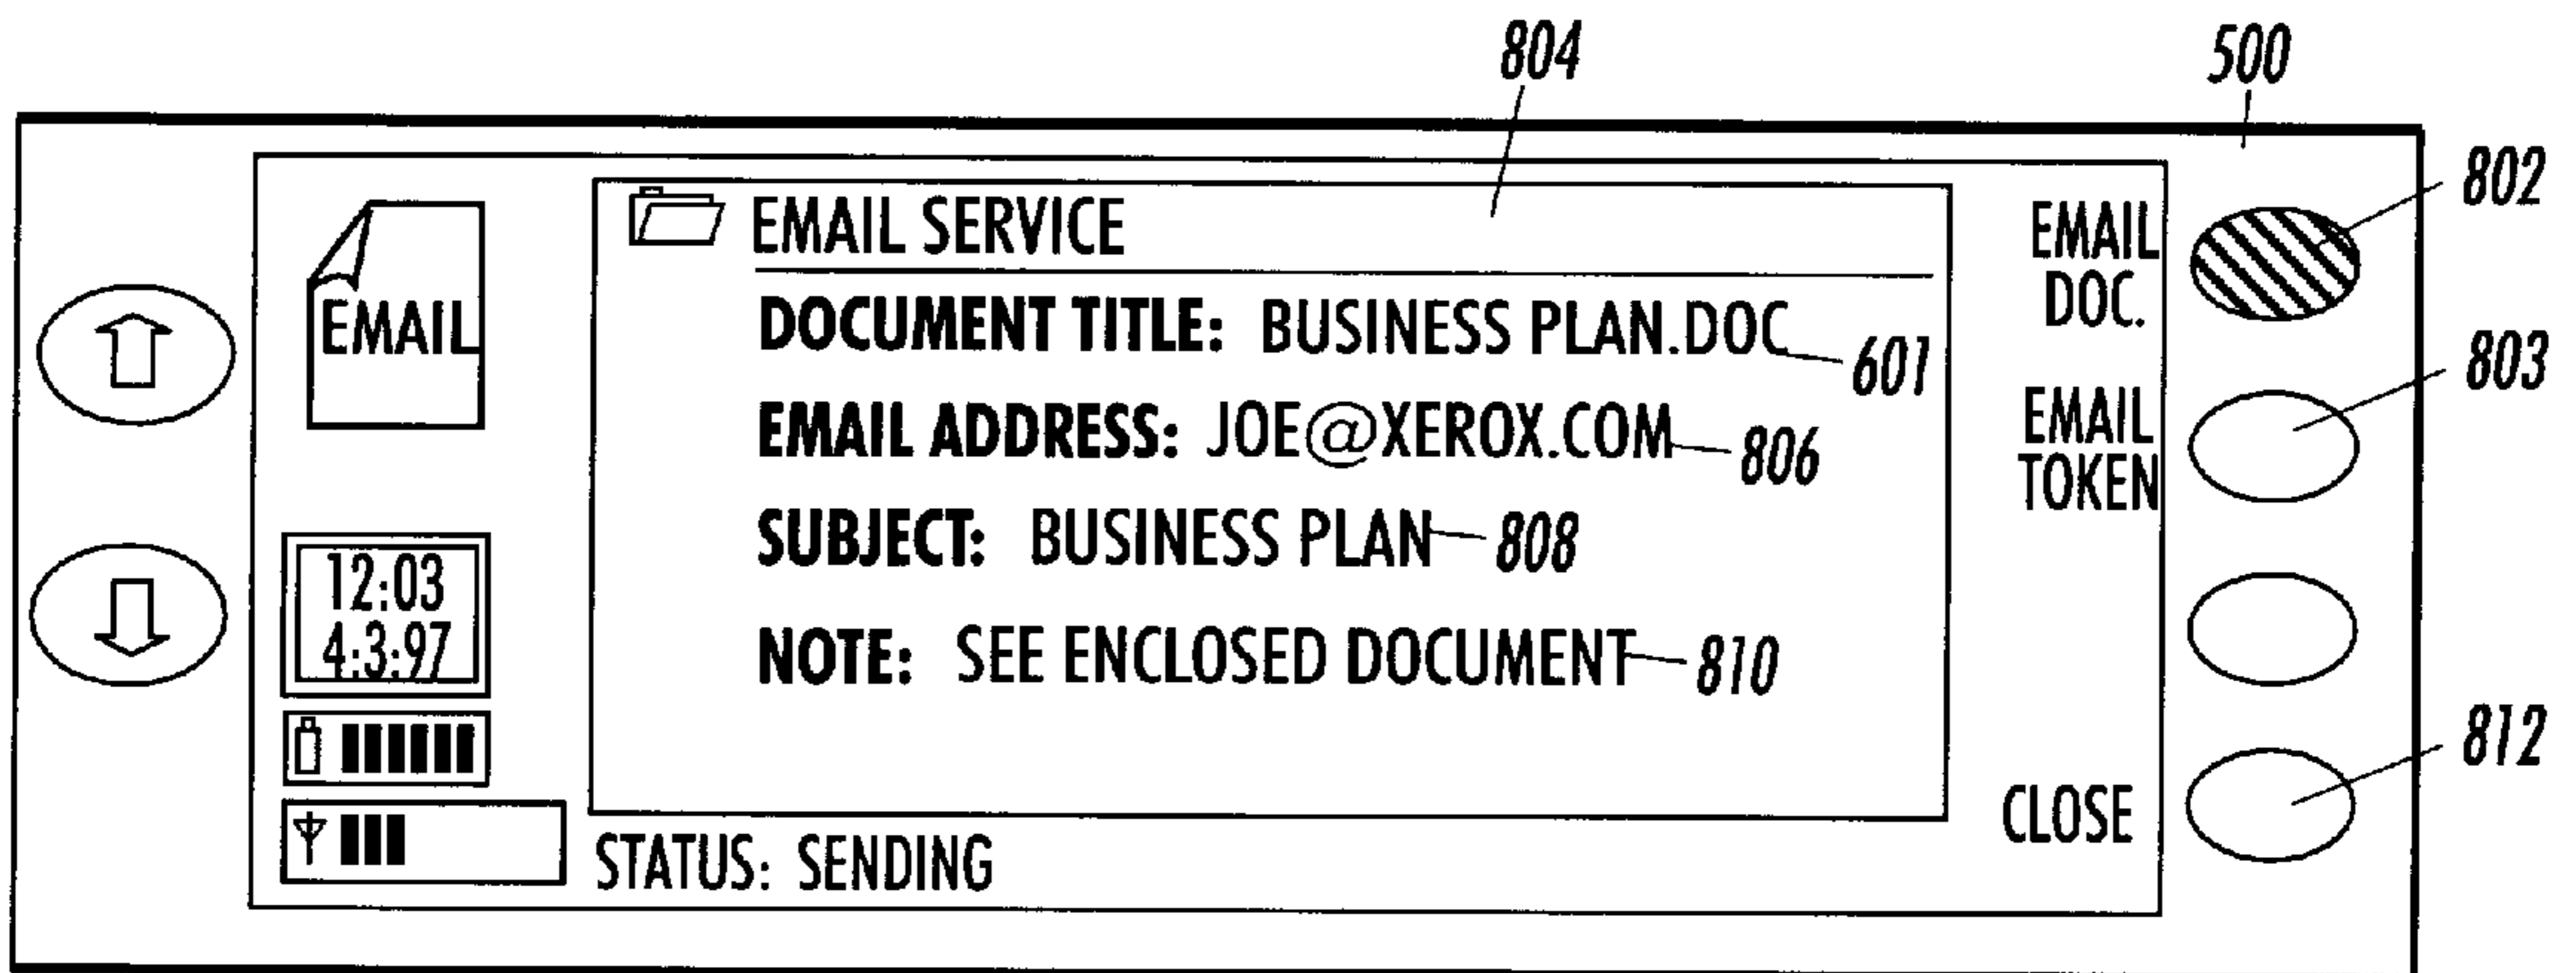 804
500
802
EMAIL SERVICE
EMAIL
DOC.
EMAIL
DOCUMENT TITLE: BUSINESS PLAN.DOC
601
803
EMAIL ADDRESS: JOE@XEROX.COM
806
EMAIL
TOKEN
SUBJECT: BUSINESS PLAN
808
12:03
4:3:97
NOTE: SEE ENCLOSED DOCUMENT
810
812
CLOSE
STATUS: SENDING